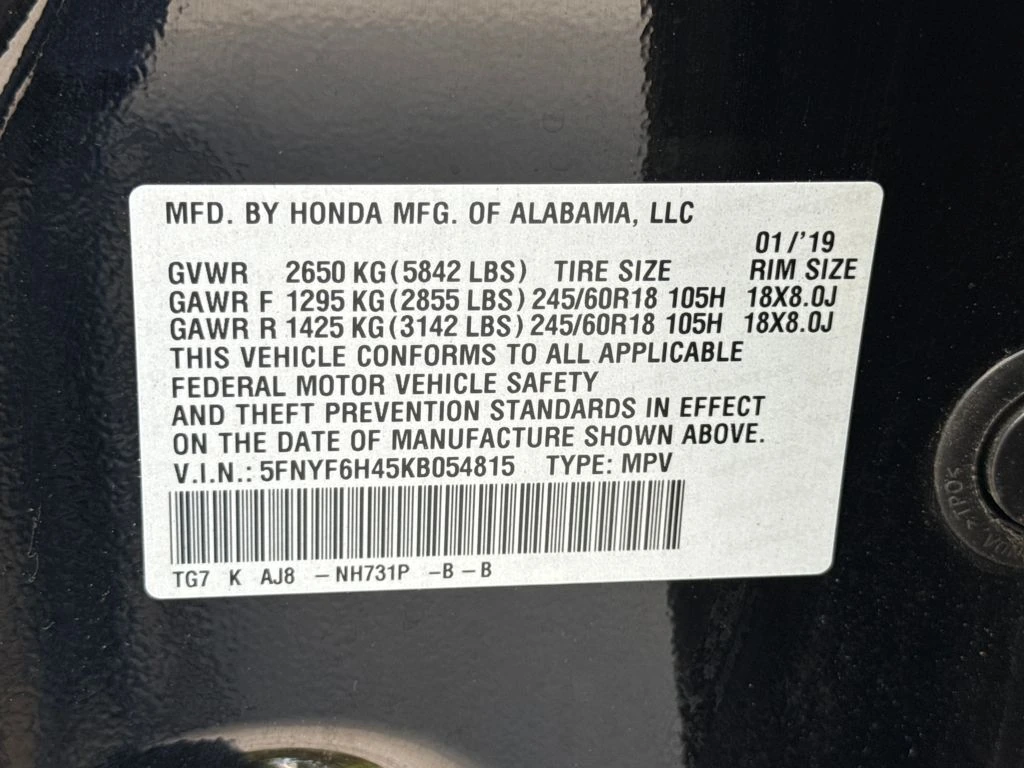 MFD. BY HONDA MFG. OF ALABAMA, LLC
01/'19
GVWR 2650 KG(5842 LBS) TIRE SIZE RIM SIZE
GAWR F 1295 KG(2855 LBS) 245/60R18 105H 18X8.0J
GAWR R 1425 KG(3142 LBS) 245/60R18 105H 18X8.0J
THIS VEHICLE CONFORMS TO ALL APPLICABLE
FEDERAL MOTOR VEHICLE SAFETY
AND THEFT PREVENTION STANDARDS IN EFFECT
ON THE DATE OF MANUFACTURE SHOWN ABOVE.
V.I.N.: 5FNYF6H45KB054815 TYPE: MPV
TG7 K AJ8 -NH731P -B-B